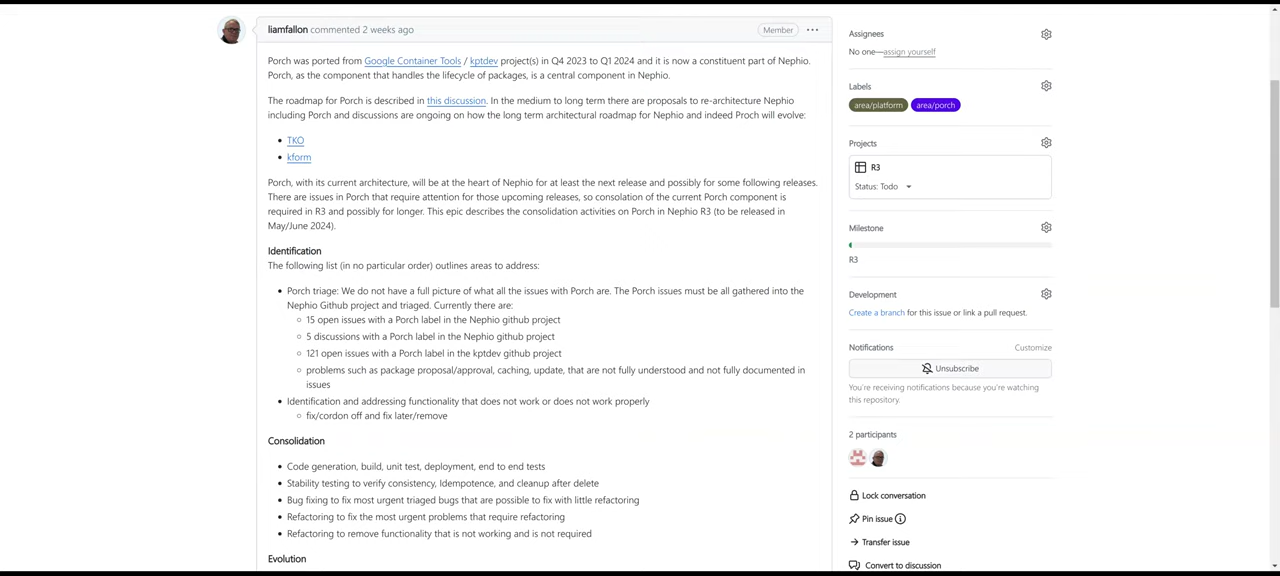 liamfallon commented 2 weeks ago
Member
Porch was ported from Google Container Tools / kptdev project(s) in Q4 2023 to Q1 2024 and it is now a constituent part of Nephio.
Porch, as the component that handles the lifecycle of packages, is a central component in Nephio.
The roadmap for Porch is described in this discussion. In the medium to long term there are proposals to re-architecture Nephio
including Porch and discussions are ongoing on how the long term architectural roadmap for Nephio and indeed Proch will evolve:
• TKO
• kform
Porch, with its current architecture, will be at the heart of Nephio for at least the next release and possibly for some following releases.
There are issues in Porch that require attention for those upcoming releases, so consolation of the current Porch component is
required in R3 and possibly for longer. This epic describes the consolidation activities on Porch in Nephio R3 (to be released in
May/June 2024).
Identification
The following list (in no particular order) outlines areas to address:
• Porch triage: We do not have a full picture of what all the issues with Porch are. The Porch issues must be all gathered into the
Nephio Github project and triaged. Currently there are:
○ 15 open issues with a Porch label in the Nephio github project
○ 5 discussions with a Porch label in the Nephio github project
○ 121 open issues with a Porch label in the kptdev github project
○ problems such as package proposal/approval, caching, update, that are not fully understood and not fully documented in
issues
• Identification and addressing functionality that does not work or does not work properly
○ fix/cordon off and fix later/remove
Consolidation
• Code generation, build, unit test, deployment, end to end tests
• Stability testing to verify consistency, Idempotence, and cleanup after delete
• Bug fixing to fix most urgent triaged bugs that are possible to fix with little refactoring
• Refactoring to fix the most urgent problems that require refactoring
• Refactoring to remove functionality that is not working and is not required
Evolution
Assignees
No one—assign yourself
Labels
area/platform area/porch
Projects
R3
Status: Todo
Milestone
R3
Development
Create a branch for this issue or link a pull request.
Notifications
Customize
Unsubscribe
You're receiving notifications because you're watching
this repository.
2 participants
Lock conversation
Pin issue
Transfer issue
Convert to discussion